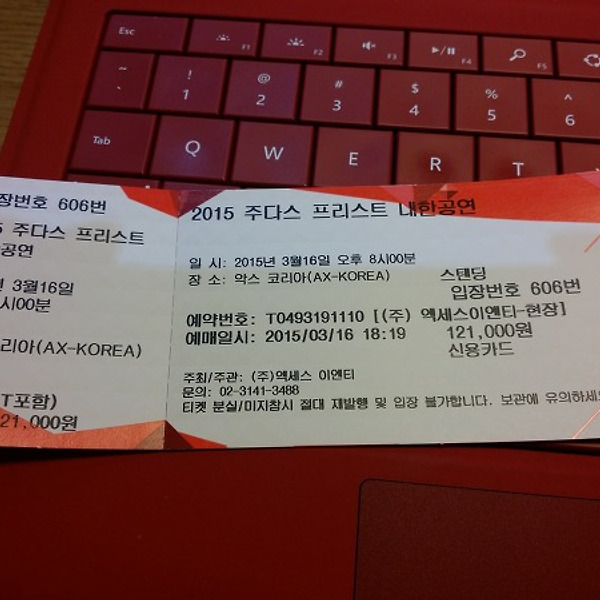 Esc F1 F2 F3 F4 F5
~ ` ! 1 @ 2 # 3 $ 4 % 5 ^ 6
Tab Q W E R T
장번호 606번
5 주다스 프리스트
한공연
년 3월16일
시00분
리아(AX-KOREA)
T포함)
21,000원
2015 주다스 프리스트 내한공연
일 시: 2015년 3월16일 오후 8시00분
장 소: 악스 코리아(AX-KOREA)
스탠딩
입장번호 606번
예약번호: T0493191110 [(주) 엑세스이엔티-현장]
예매일시: 2015/03/16 18:19
121,000원
신용카드
주최/주관: (주)엑세스 이엔티
문의: 02-3141-3488
티켓 분실/미지참시 절대 재발행 및 입장 불가합니다. 보관에 유의하세